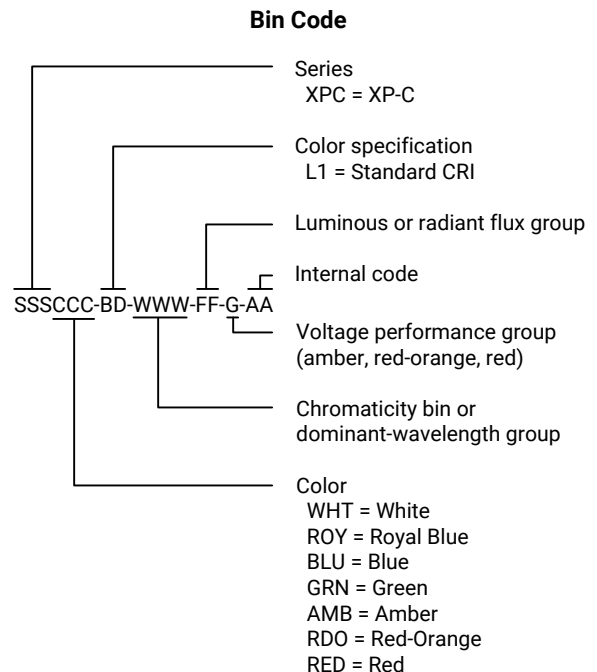 Bin Code
Series
XPC = XP-C
Color specification
L1 = Standard CRI
Luminous or radiant flux group
Internal code
SSSCCC-BD-WWW-FF-G-AA
Voltage performance group
(amber, red-orange, red)
Chromaticity bin or
dominant-wavelength group
Color
WHT = White
ROY = Royal Blue
BLU = Blue
GRN = Green
AMB = Amber
RDO = Red-Orange
RED = Red